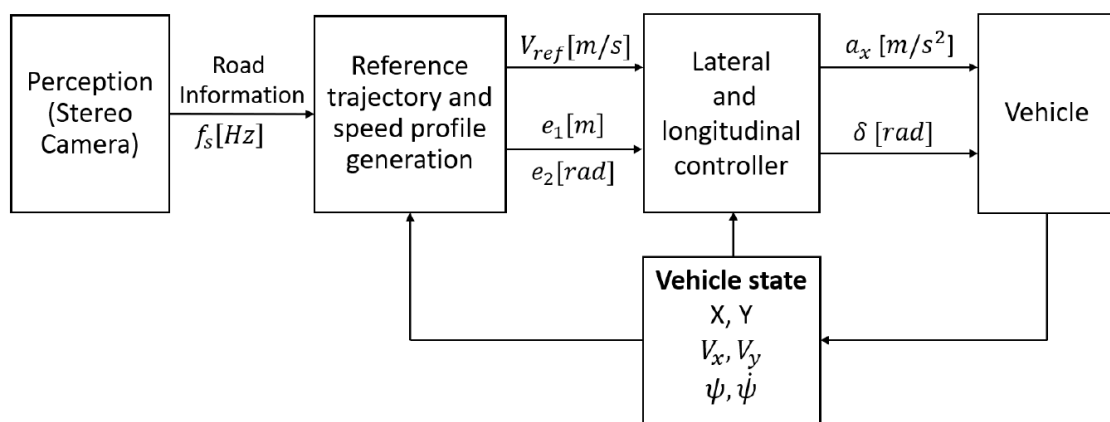 Perception
(Stereo
Camera)
Road
Information
f_s[Hz]
Reference
trajectory and
speed profile
generation
V_ref[m/s]
e_1[m]
e_2[rad]
Lateral
and
longitudinal
controller
a_x [m/s²]
δ [rad]
Vehicle
Vehicle state
X, Y
V_x, V_y
ψ, ψ̇